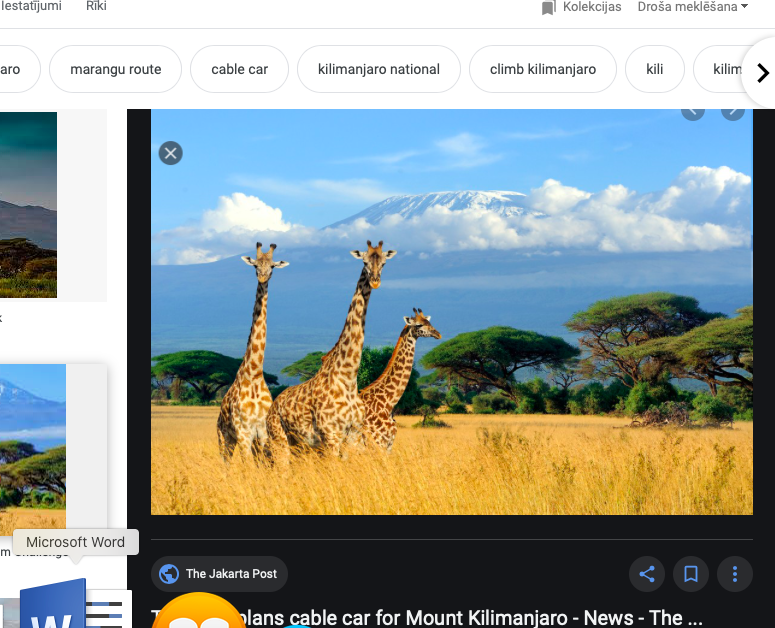 Iestatījumi Rīki Kolekcijas Droša meklēšana
aro marangu route cable car kilimanjaro national climb kilimanjaro kili kilim
Microsoft Word
The Jakarta Post
W
plans cable car for Mount Kilimanjaro - News - The ...